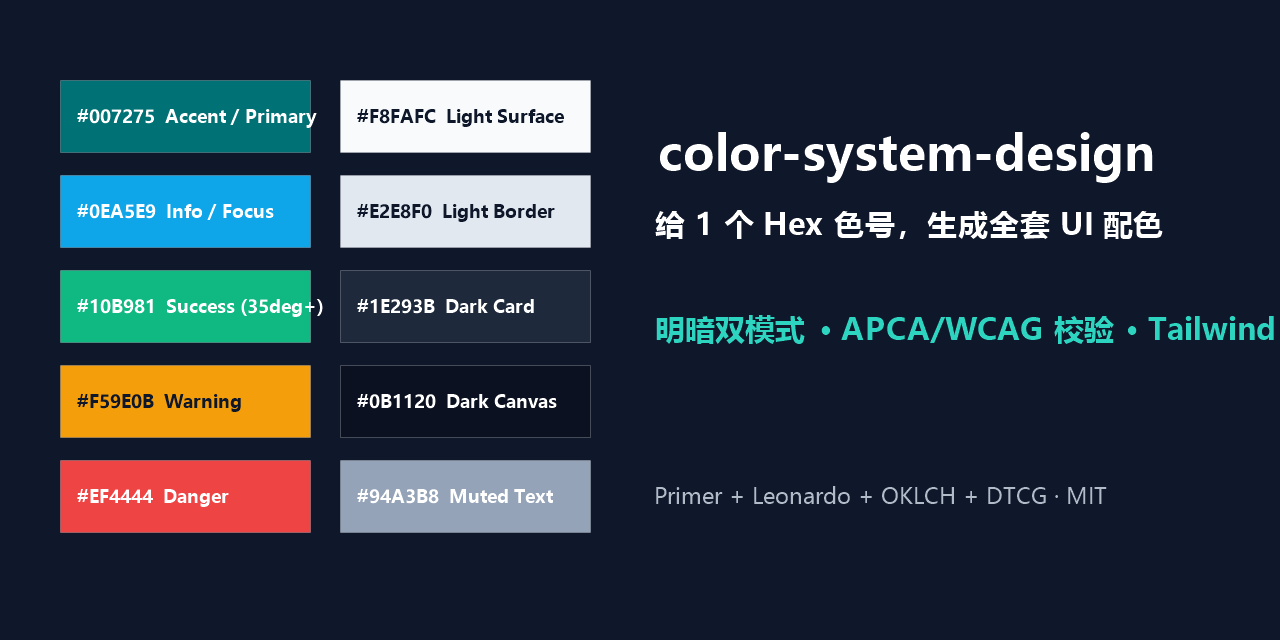 #007275 Accent / Primary
#F8FAFC Light Surface
#0EA5E9 Info / Focus
#E2E8F0 Light Border
#10B981 Success (35deg+)
#1E293B Dark Card
#F59E0B Warning
#0B1120 Dark Canvas
#EF4444 Danger
#94A3B8 Muted Text
color-system-design
给 1 个 Hex 色号，生成全套 UI 配色
明暗双模式 • APCA/WCAG 校验 • Tailwind
Primer + Leonardo + OKLCH + DTCG · MIT